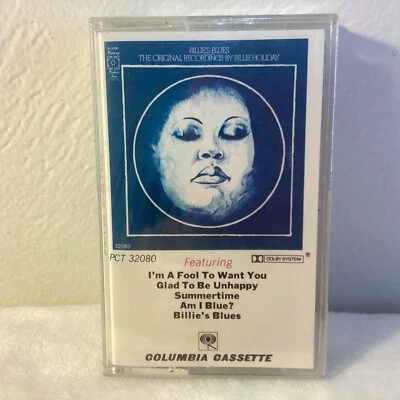 BILLIE'S BLUES
THE ORIGINAL RECORDINGS BY BILLIE HOLIDAY
32080
PCT 32080
Featuring
DOLBY SYSTEM
®
I'm A Fool To Want You
Glad To Be Unhappy
Summertime
Am I Blue?
Billie's Blues
COLUMBIA CASSETTE